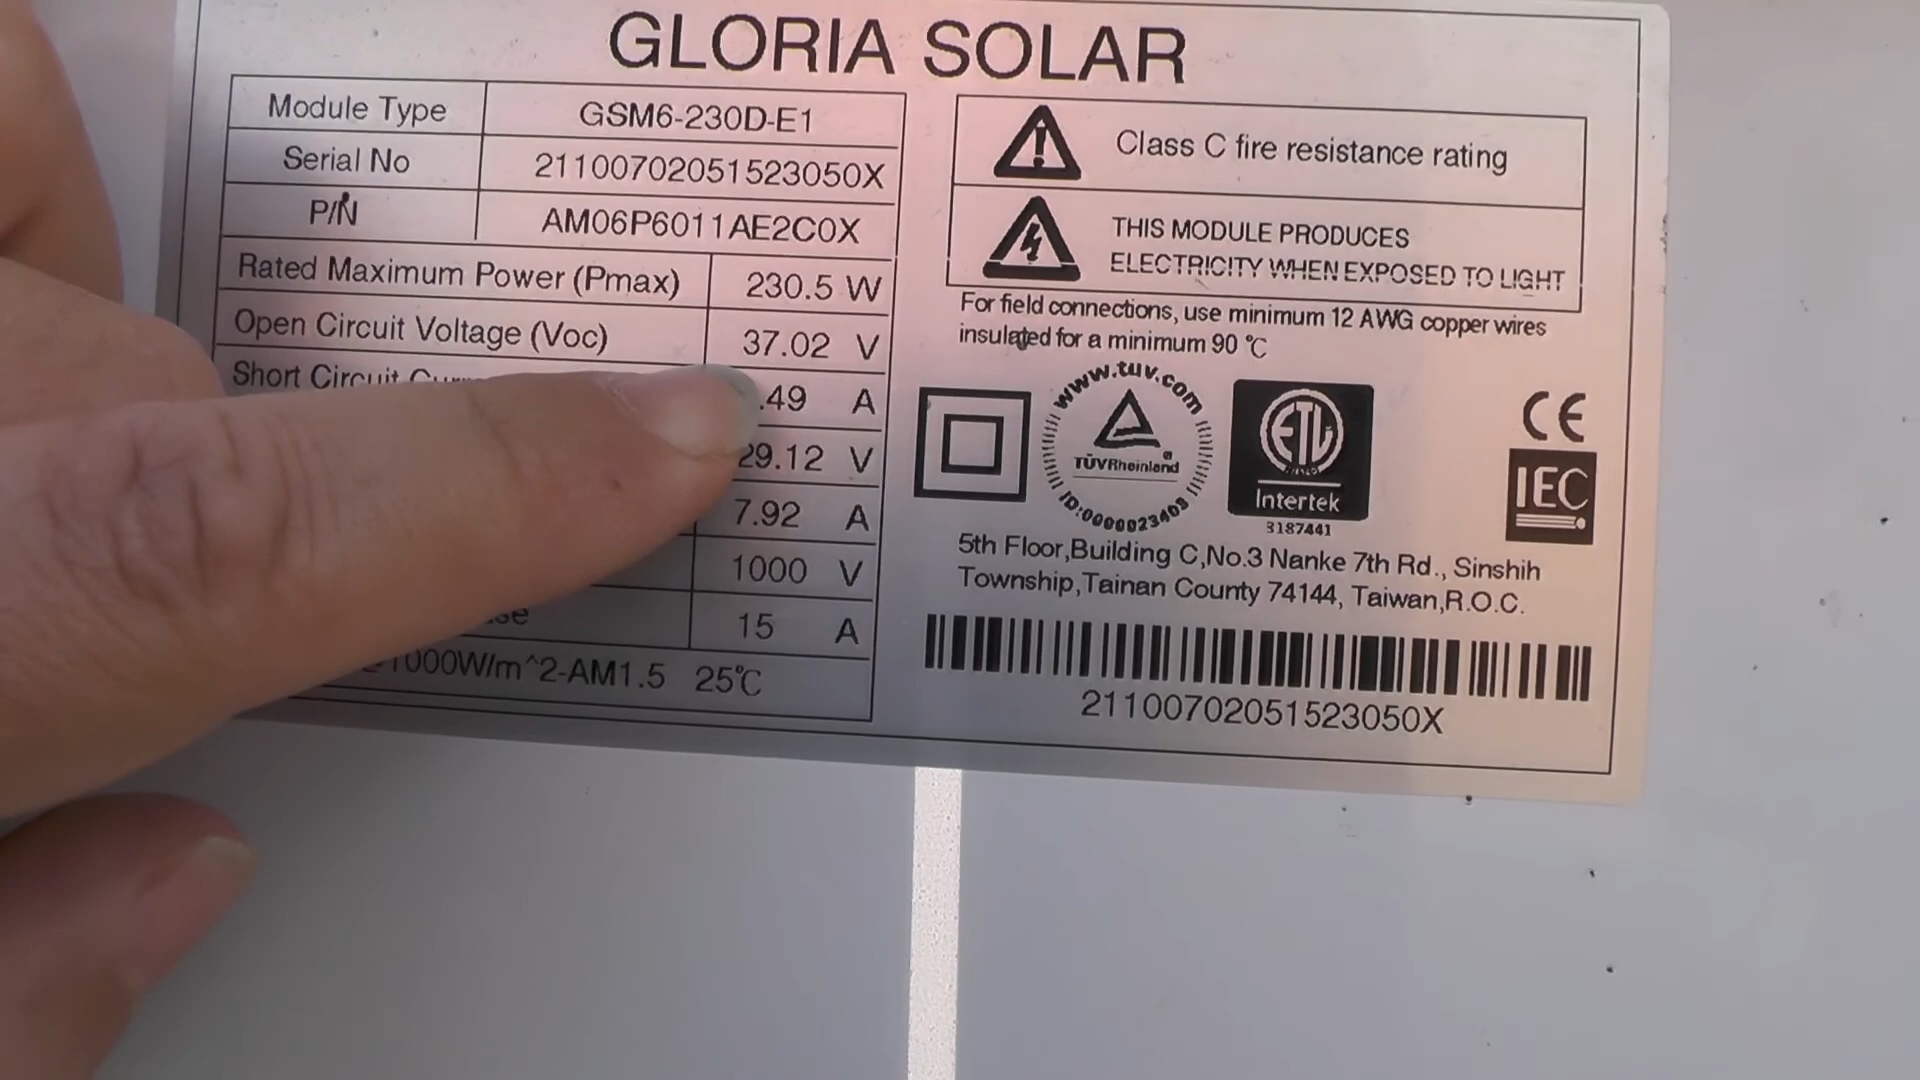 GLORIA SOLAR
Module Type GSM6-230D-E1
Serial No 21100702051523050X
P/N AM06P6011AE2C0X
Rated Maximum Power (Pmax) 230.5 W
Open Circuit Voltage (Voc) 37.02 V
Short Circuit .49 A
29.12 V
7.92 A
1000 V
15 A
1000W/m^2-AM1.5 25℃
Class C fire resistance rating
THIS MODULE PRODUCES
ELECTRICITY WHEN EXPOSED TO LIGHT
For field connections, use minimum 12 AWG copper wires
insulated for a minimum 90 ℃
www.tuv.com
TÜVRheinland
ID:0000023403
ETL
Intertek
3187441
CE
IEC
5th Floor,Building C,No.3 Nanke 7th Rd., Sinshih
Township,Tainan County 74144, Taiwan,R.O.C.
21100702051523050X